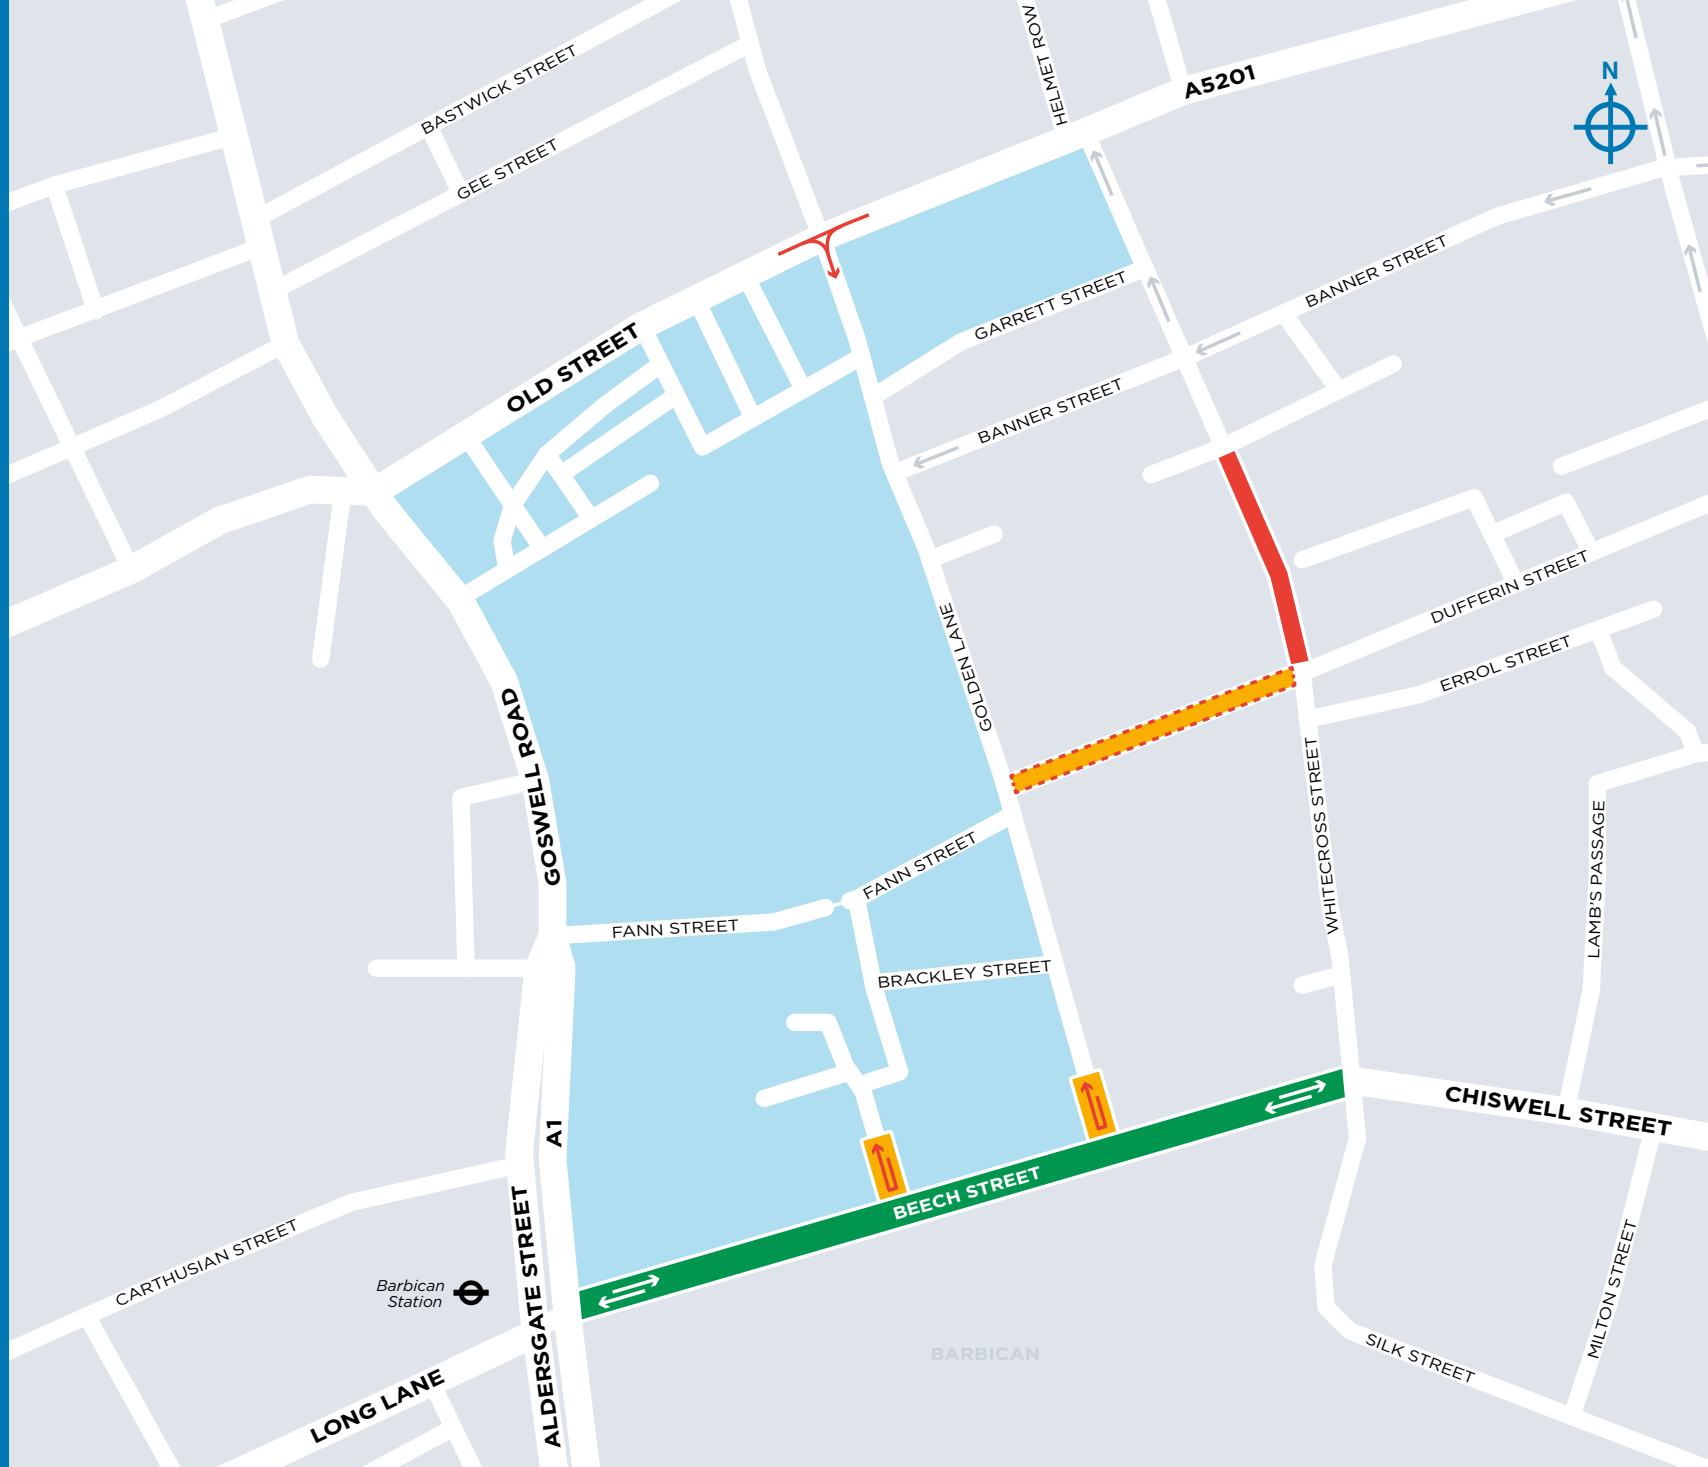 HELMET ROW
A5201
N
BASTWICK STREET
GEE STREET
BANNER STREET
GARRETT STREET
OLD STREET
BANNER STREET
DUFFERIN STREET
ERROL STREET
GOLDEN LANE
GOSWELL ROAD
WHITECROSS STREET
LAMB'S PASSAGE
FANN STREET
FANN STREET
BRACKLEY STREET
CHISWELL STREET
A1
BEECH STREET
CARTHUSIAN STREET
ALDERSGATE STREET
Barbican
Station
MILTON STREET
BARBICAN
SILK STREET
LONG LANE